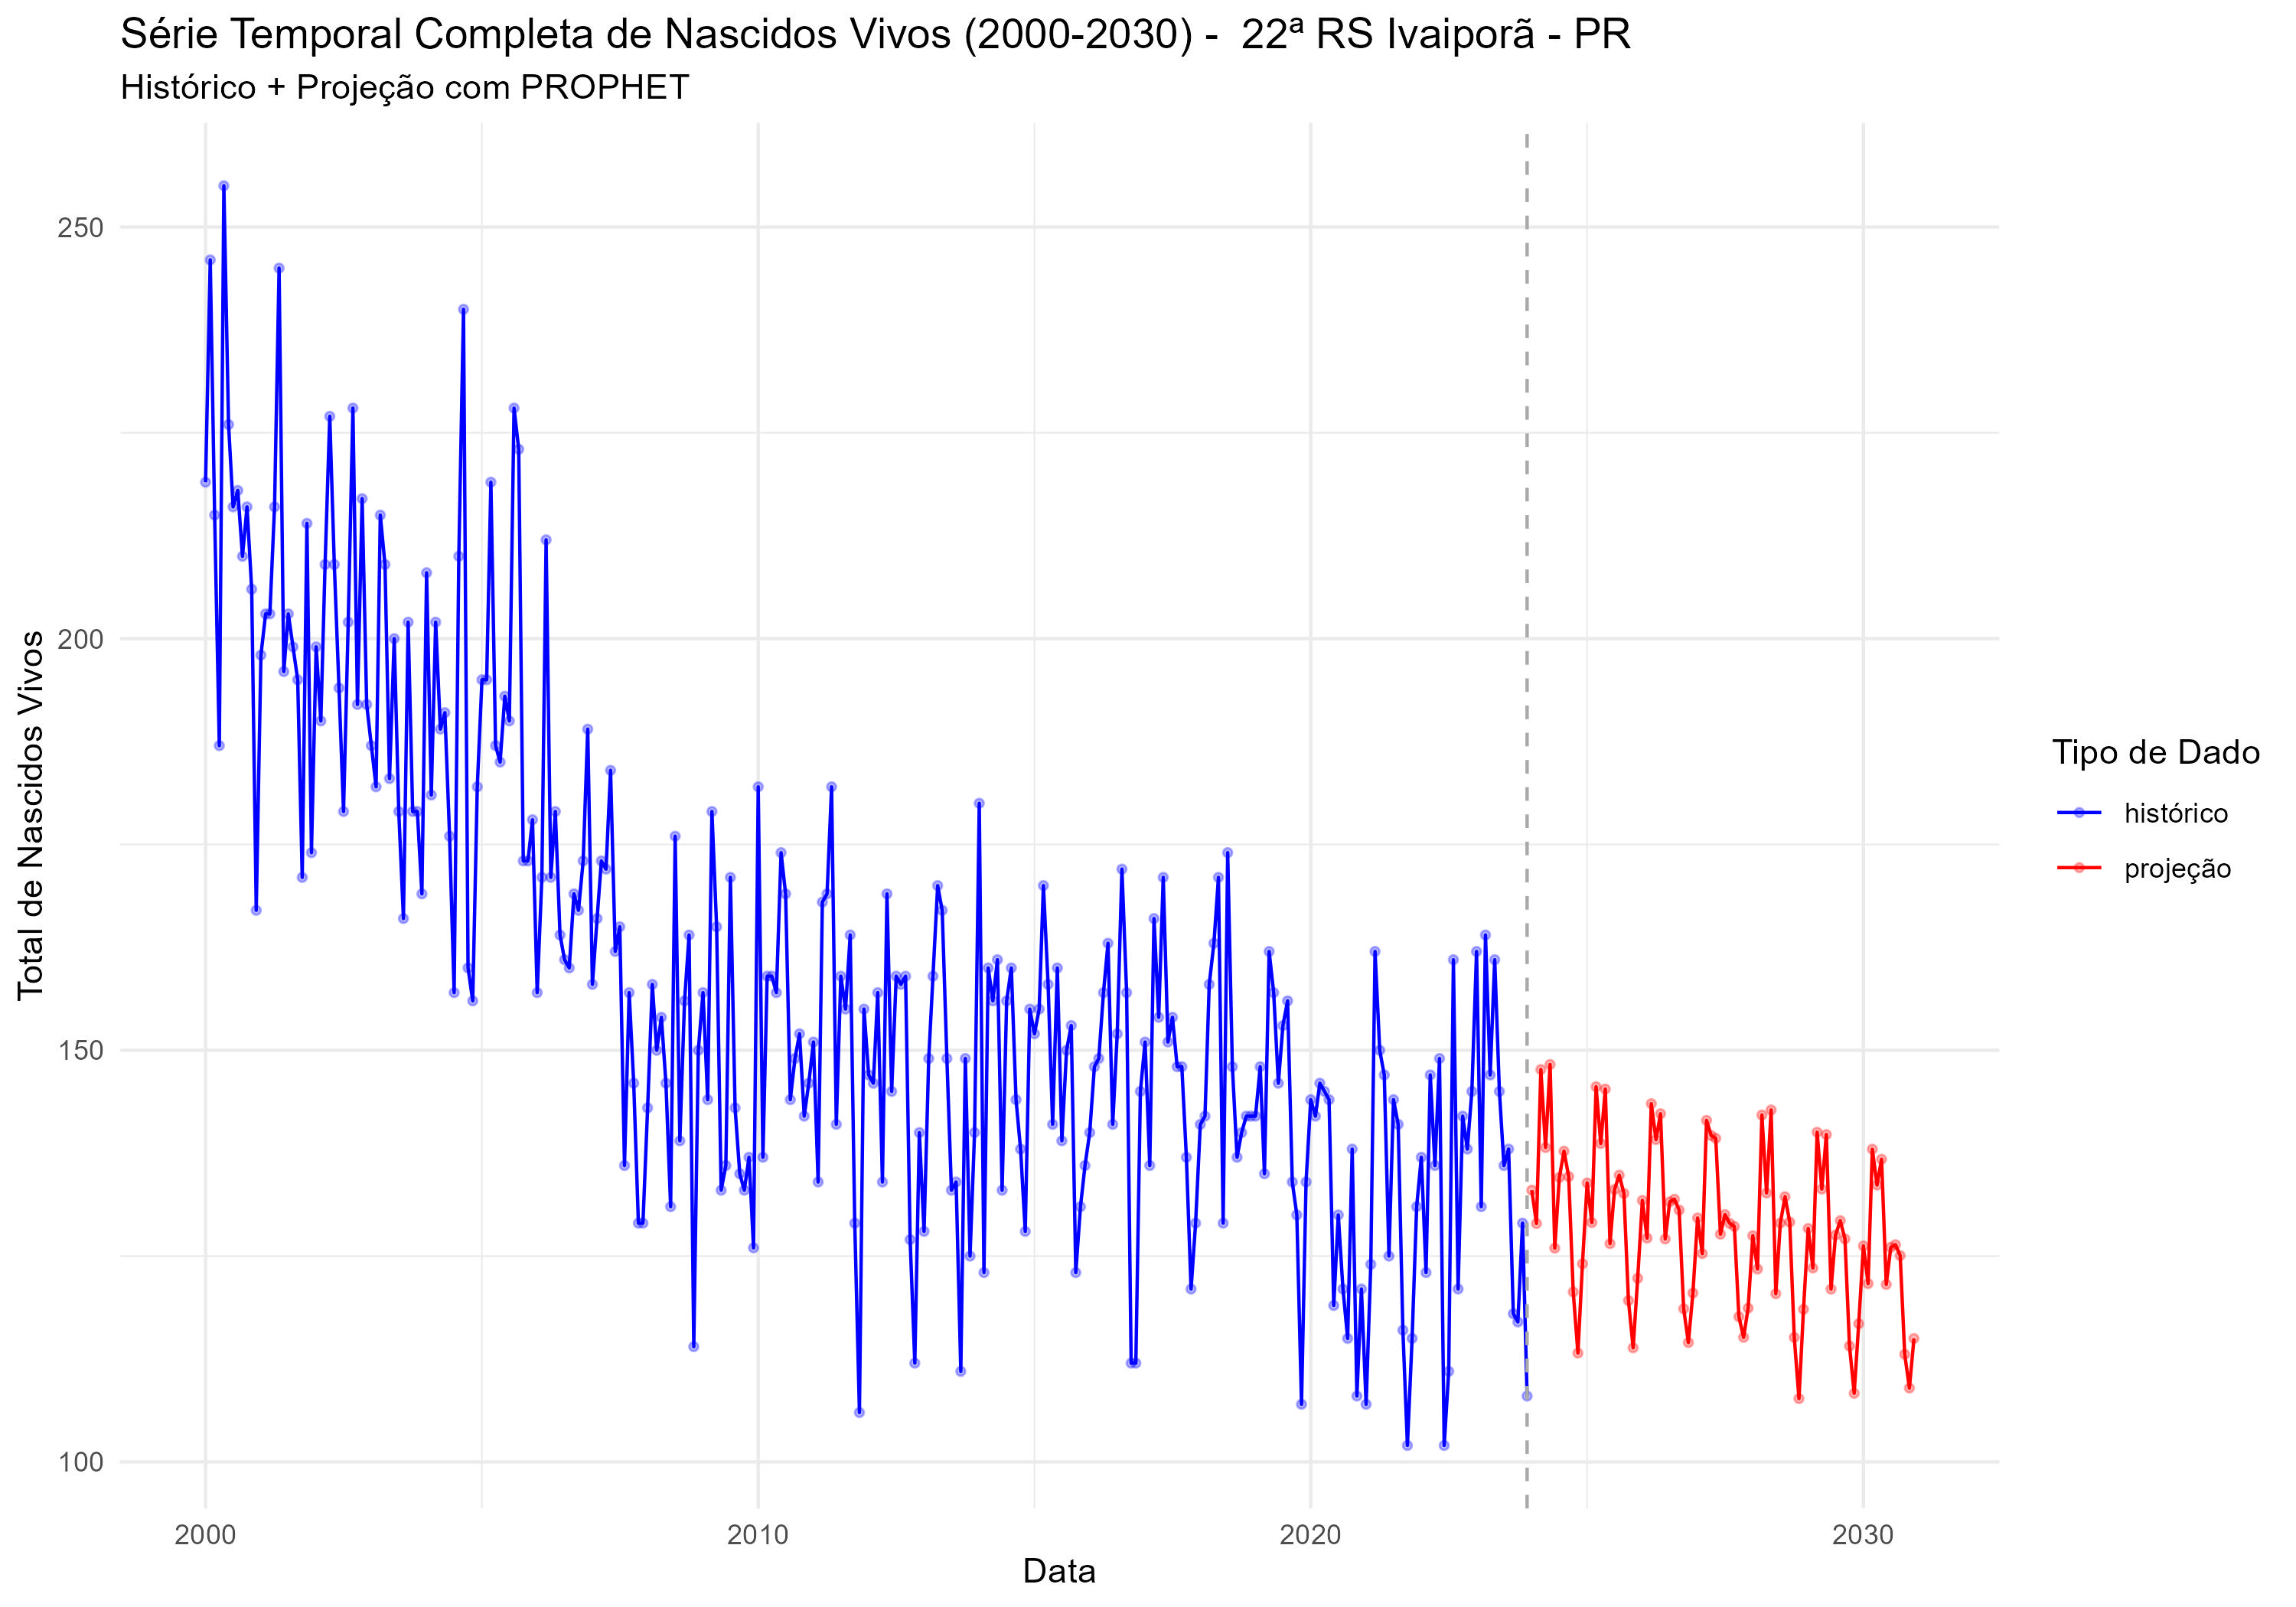 Série Temporal Completa de Nascidos Vivos (2000-2030) -  22ª RS Ivaiporã - PR
Histórico + Projeção com PROPHET
Total de Nascidos Vivos
250
200
150
100
2000
2010
2020
2030
Data
Tipo de Dado
histórico
projeção